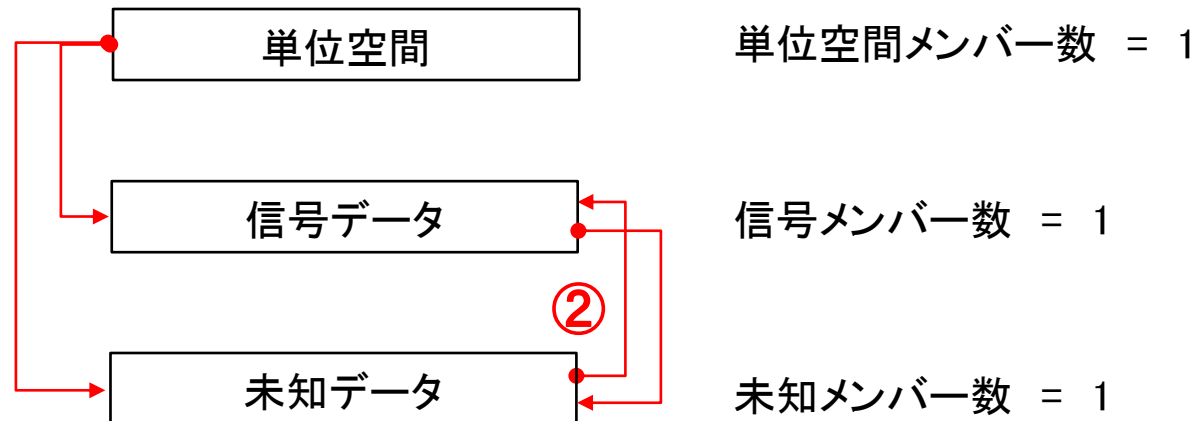 単位空間 単位空間メンバー数 = 1
信号データ 信号メンバー数 = 1
②
未知データ 未知メンバー数 = 1